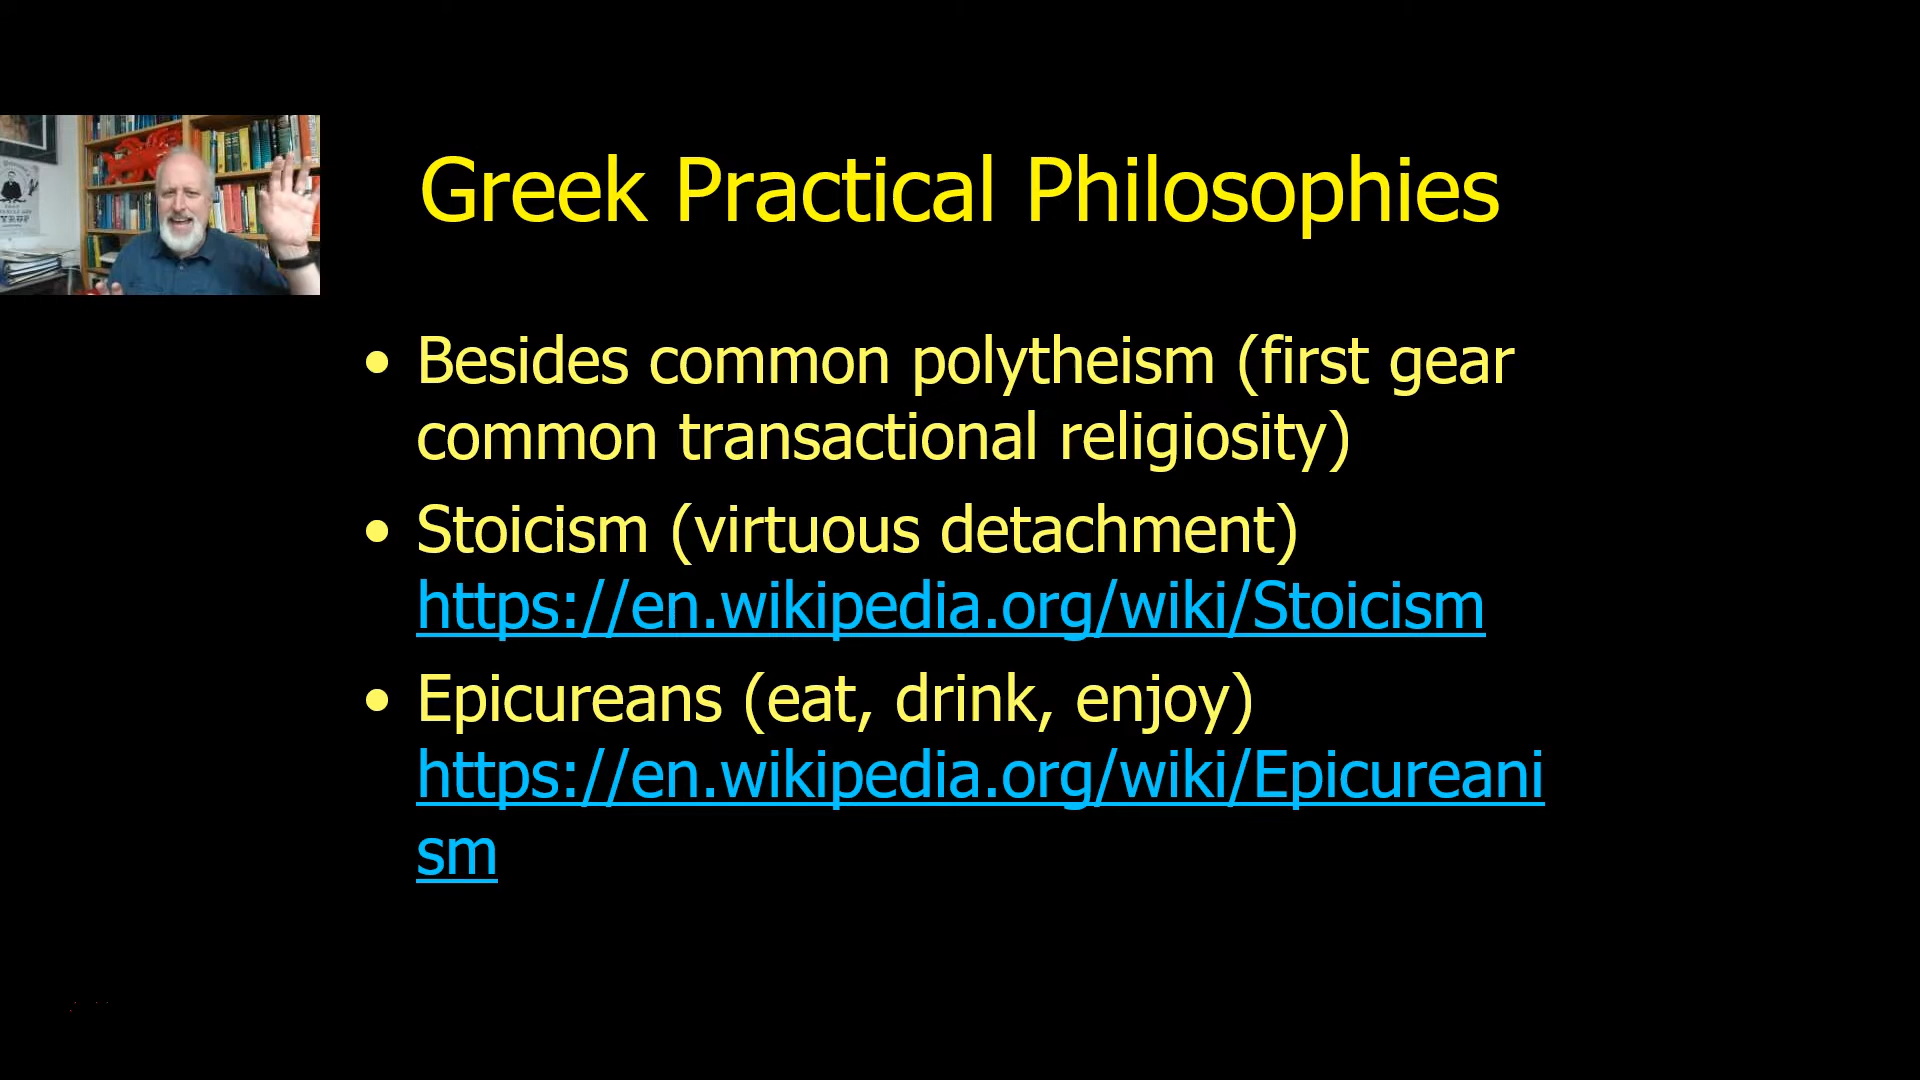 Greek Practical Philosophies
• Besides common polytheism (first gear
common transactional religiosity)
• Stoicism (virtuous detachment)
https://en.wikipedia.org/wiki/Stoicism
• Epicureans (eat, drink, enjoy)
https://en.wikipedia.org/wiki/Epicureani
sm